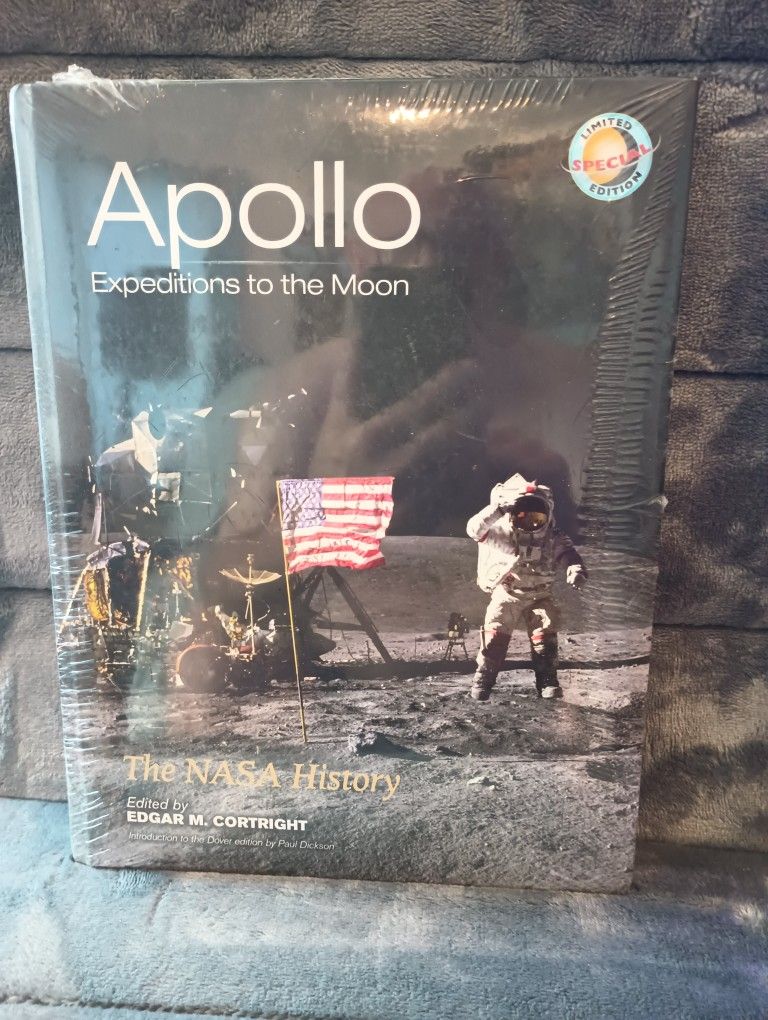 Apollo
Expeditions to the Moon
LIMITED
SPECIAL
EDITION
The NASA History
Edited by
EDGAR M. CORTRIGHT
Introduction to the Dover edition by Paul Dickson